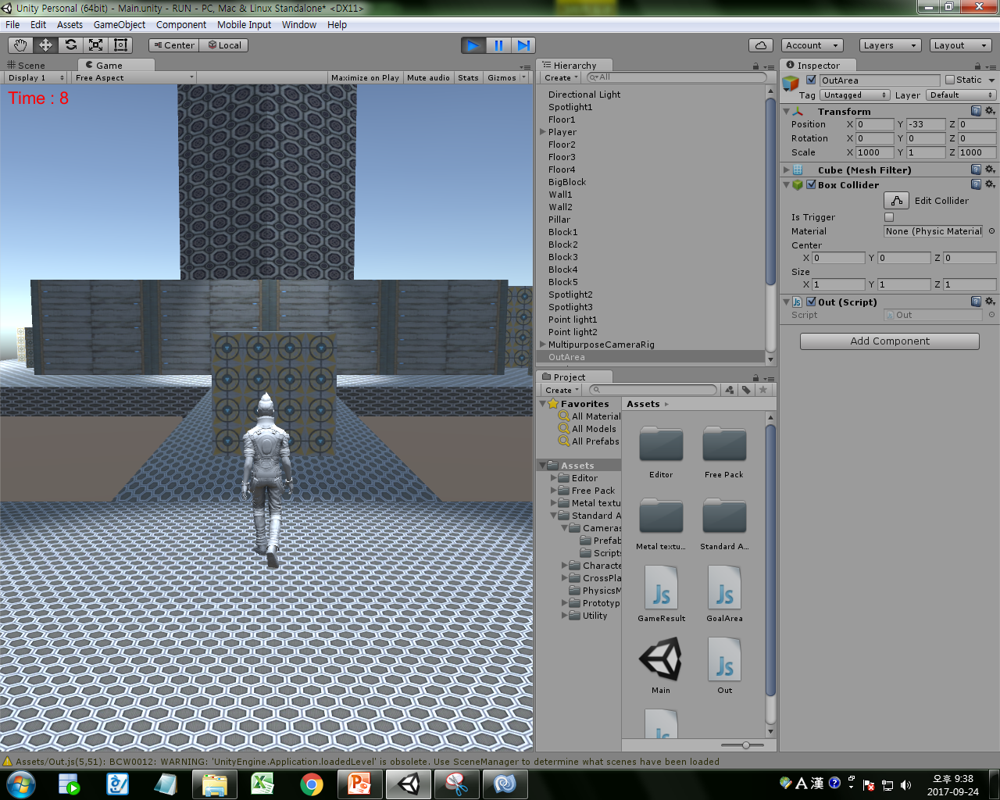 Unity Personal (64bit) - Main.unity - RUN - PC, Mac & Linux Standalone* <DX11>
File Edit Assets GameObject Component Mobile Input Window Help
Center Local Account Layers Layout
Scene Game
Display 1 Free Aspect Maximize on Play Mute audio Stats Gizmos
Time : 8
Hierarchy
Create All
Directional Light
Spotlight1
Floor1
Player
Floor2
Floor3
Floor4
BigBlock
Wall1
Wall2
Pillar
Block1
Block2
Block3
Block4
Block5
Spotlight2
Spotlight3
Point light1
Point light2
MultipurposeCameraRig
OutArea
Project
Create
Favorites
All Material
All Models
All Prefabs
Assets
Editor
Free Pack
Metal textu
Standard A
Cameras
Prefab
Scripts
Characte
CrossPla
PhysicsM
Prototyp
Utility
Assets
Editor Free Pack
Metal textu... Standard A...
Js Js
GameResult GoalArea
Js
Main Out
Js
Inspector
OutArea Static
Tag Untagged Layer Default
Transform
Position X 0 Y -33 Z 0
Rotation X 0 Y 0 Z 0
Scale X 1000 Y 1 Z 1000
Cube (Mesh Filter)
Box Collider
Edit Collider
Is Trigger
Material None (Physic Material
Center
X 0 Y 0 Z 0
Size
X 1 Y 1 Z 1
Js Out (Script)
Script Out
Add Component
Assets/Out.js(5,51): BCW0012: WARNING: 'UnityEngine.Application.loadedLevel' is obsolete. Use SceneManager to determine what scenes have been loaded
A 漢 ?
오후 9:38
2017-09-24